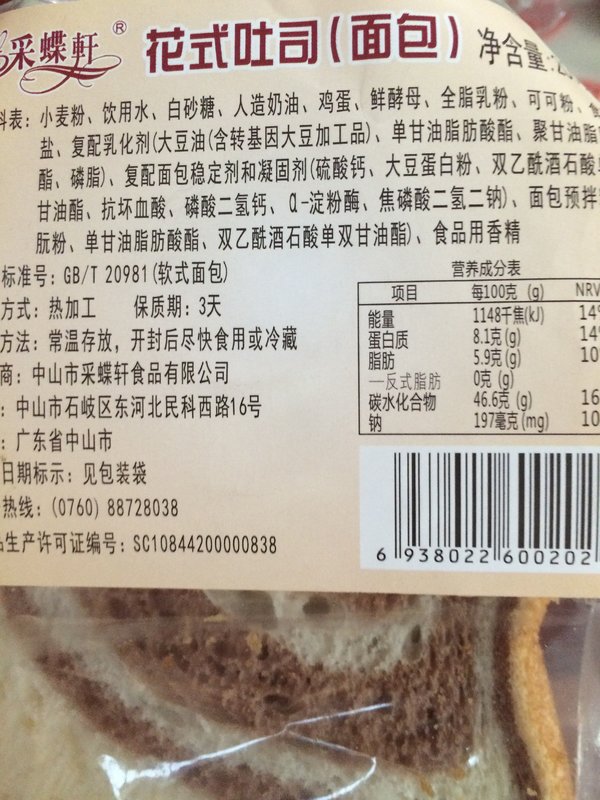 采蝶轩® 花式吐司(面包) 净含量:
料表: 小麦粉、饮用水、白砂糖、人造奶油、鸡蛋、鲜酵母、全脂乳粉、可可粉、食
盐、复配乳化剂(大豆油(含转基因大豆加工品)、单甘油脂肪酸酯、聚甘油脂
酯、磷脂)、复配面包稳定剂和凝固剂(硫酸钙、大豆蛋白粉、双乙酰酒石酸单
甘油酯、抗坏血酸、磷酸二氢钙、α-淀粉酶、焦磷酸二氢二钠)、面包预拌
朊粉、单甘油脂肪酸酯、双乙酰酒石酸单双甘油酯)、食品用香精
标准号: GB/T 20981(软式面包)
方式: 热加工 保质期: 3天
方法: 常温存放，开封后尽快食用或冷藏
商: 中山市采蝶轩食品有限公司
: 中山市石岐区东河北民科西路16号
: 广东省中山市
日期标示: 见包装袋
热线: (0760) 88728038
品生产许可证编号: SC10844200000838
营养成分表
项目 每100克 (g) NRV
能量 1148千焦(kJ) 14%
蛋白质 8.1克(g) 14%
脂肪 5.9克(g) 10
—反式脂肪 0克 (g)
碳水化合物 46.6克 (g) 16
钠 197毫克(mg) 10
6 938022 600202